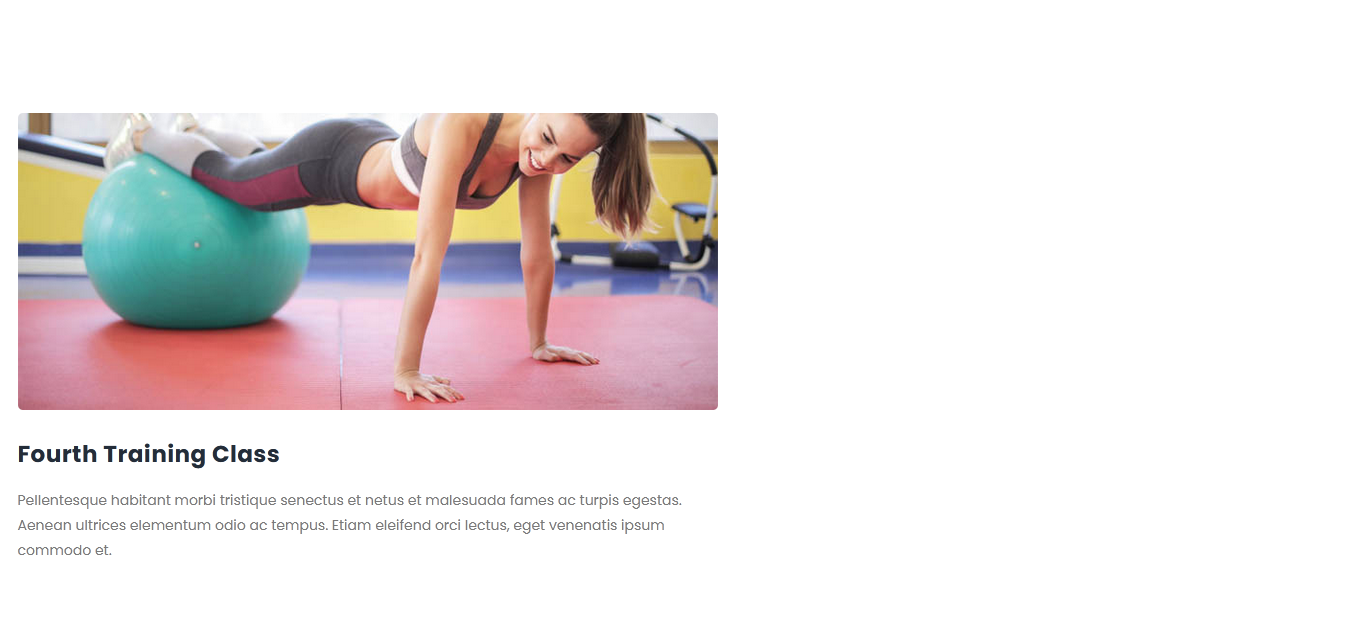 Fourth Training Class
Pellentesque habitant morbi tristique senectus et netus et malesuada fames ac turpis egestas.
Aenean ultrices elementum odio ac tempus. Etiam eleifend orci lectus, eget venenatis ipsum
commodo et.